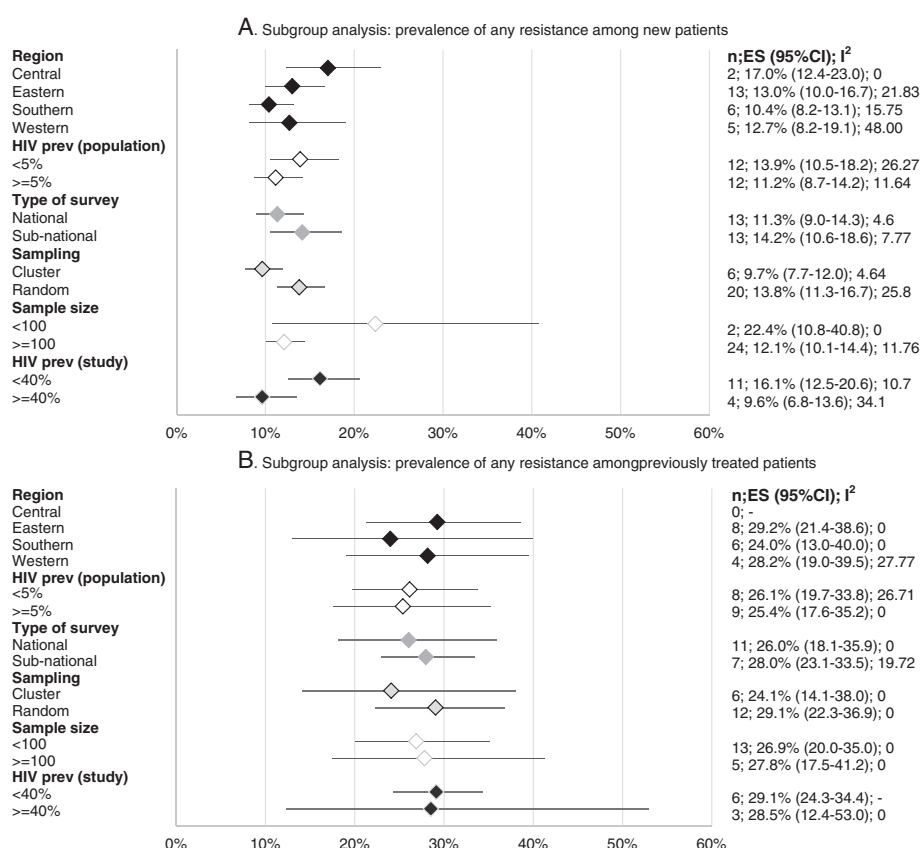 A. Subgroup analysis: prevalence of any resistance among new patients
Region n;ES (95%CI); I²
Central 2; 17.0% (12.4-23.0); 0
Eastern 13; 13.0% (10.0-16.7); 21.83
Southern 6; 10.4% (8.2-13.1); 15.75
Western 5; 12.7% (8.2-19.1); 48.00
HIV prev (population)
<5% 12; 13.9% (10.5-18.2); 26.27
>=5% 12; 11.2% (8.7-14.2); 11.64
Type of survey
National 13; 11.3% (9.0-14.3); 4.6
Sub-national 13; 14.2% (10.6-18.6); 7.77
Sampling
Cluster 6; 9.7% (7.7-12.0); 4.64
Random 20; 13.8% (11.3-16.7); 25.8
Sample size
<100 2; 22.4% (10.8-40.8); 0
>=100 24; 12.1% (10.1-14.4); 11.76
HIV prev (study)
<40% 11; 16.1% (12.5-20.6); 10.7
>=40% 4; 9.6% (6.8-13.6); 34.1
0% 10% 20% 30% 40% 50% 60%
B. Subgroup analysis: prevalence of any resistance amongpreviously treated patients
Region n;ES (95%CI); I²
Central 0; -
Eastern 8; 29.2% (21.4-38.6); 0
Southern 6; 24.0% (13.0-40.0); 0
Western 4; 28.2% (19.0-39.5); 27.77
HIV prev (population)
<5% 8; 26.1% (19.7-33.8); 26.71
>=5% 9; 25.4% (17.6-35.2); 0
Type of survey
National 11; 26.0% (18.1-35.9); 0
Sub-national 7; 28.0% (23.1-33.5); 19.72
Sampling
Cluster 6; 24.1% (14.1-38.0); 0
Random 12; 29.1% (22.3-36.9); 0
Sample size
<100 13; 26.9% (20.0-35.0); 0
>=100 5; 27.8% (17.5-41.2); 0
HIV prev (study)
<40% 6; 29.1% (24.3-34.4); -
>=40% 3; 28.5% (12.4-53.0); 0
0% 10% 20% 30% 40% 50% 60%